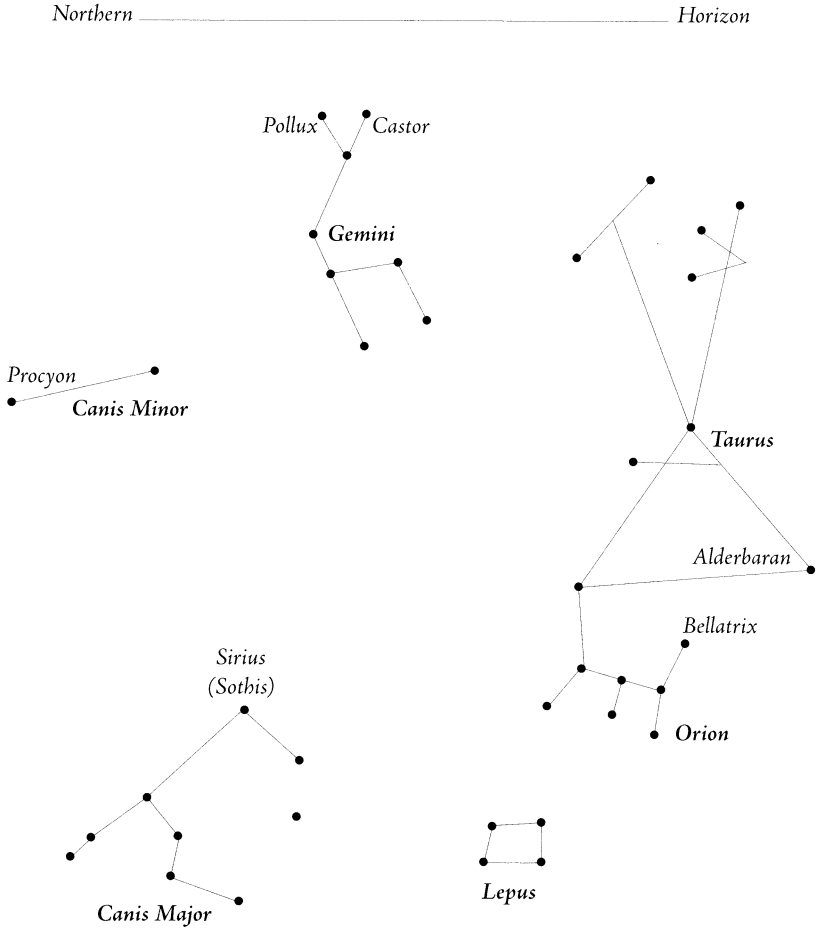 Northern Horizon
Pollux Castor
Gemini
Procyon
Canis Minor
Taurus
Alderbaran
Bellatrix
Sirius
(Sothis)
Orion
Lepus
Canis Major